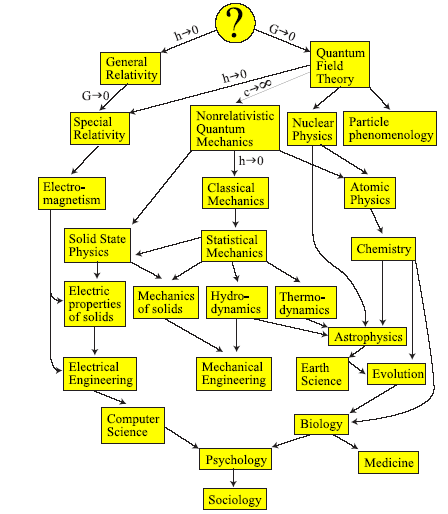 ?
h→0
G→0
General
Relativity
Quantum
Field
Theory
h→0
G→0
c→∞
Special
Relativity
Nonrelativistic
Quantum
Mechanics
Nuclear
Physics
Particle
phenomenology
h→0
Electro-
magnetism
Classical
Mechanics
Atomic
Physics
Solid State
Physics
Statistical
Mechanics
Chemistry
Electric
properties
of solids
Mechanics
of solids
Hydro-
dynamics
Thermo-
dynamics
Astrophysics
Electrical
Engineering
Mechanical
Engineering
Earth
Science
Evolution
Computer
Science
Biology
Psychology
Medicine
Sociology